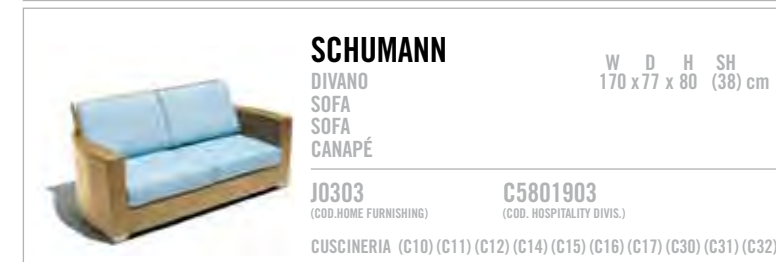 SCHUMANN
W D H SH
DIVANO
170 x77 x 80 (38) cm
SOFA
SOFA
CANAPÉ
J0303
C5801903
(COD.HOME FURNISHING)
(COD. HOSPITALITY DIVIS.)
CUSCINERIA (C10) (C11) (C12) (C14) (C15) (C16) (C17) (C30) (C31) (C32)